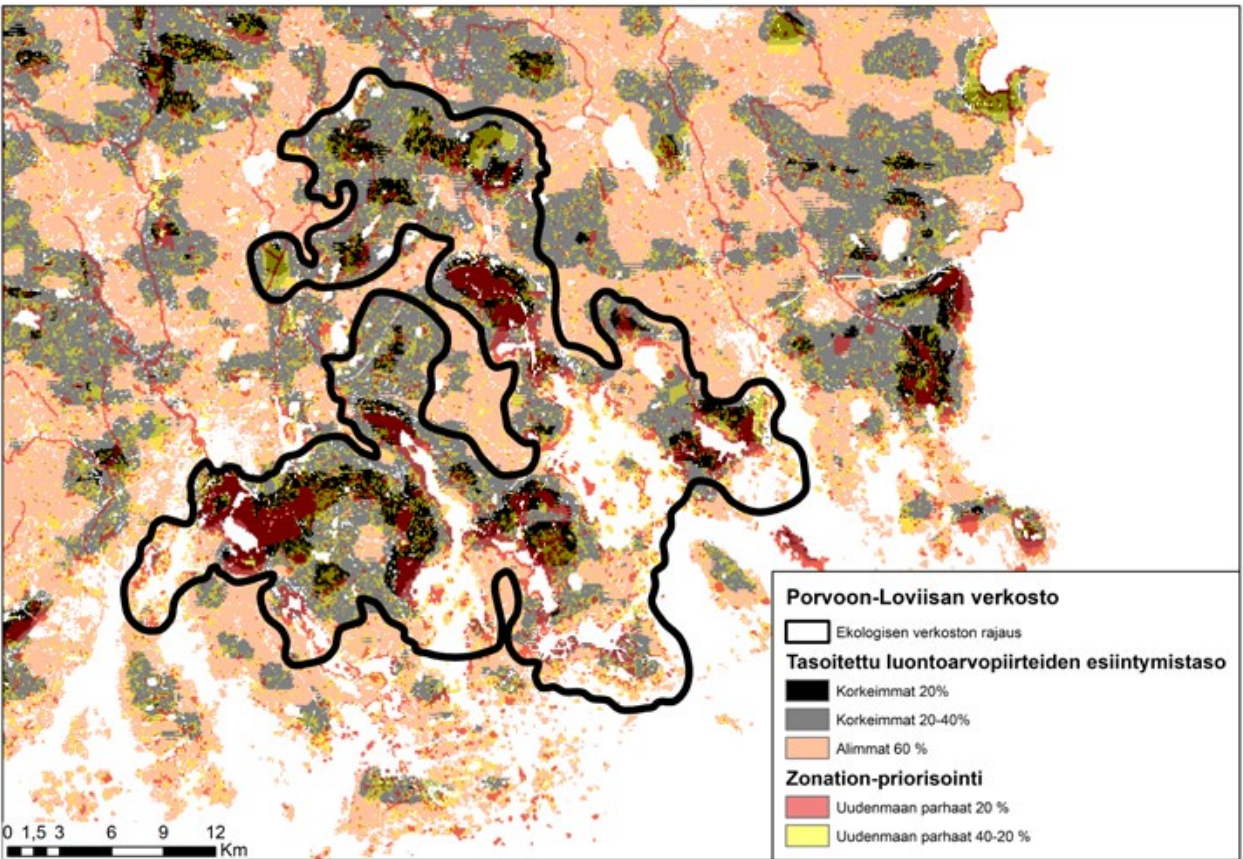 Porvoon-Loviisan verkosto
Ekologisen verkoston rajaus
Tasoitettu luontoarvopiirteiden esiintymistaso
Korkeimmat 20%
Korkeimmat 20-40%
Alimmat 60 %
Zonation-priorisointi
Uudenmaan parhaat 20 %
Uudenmaan parhaat 40-20 %
0 1,5 3 6 9 12
Km